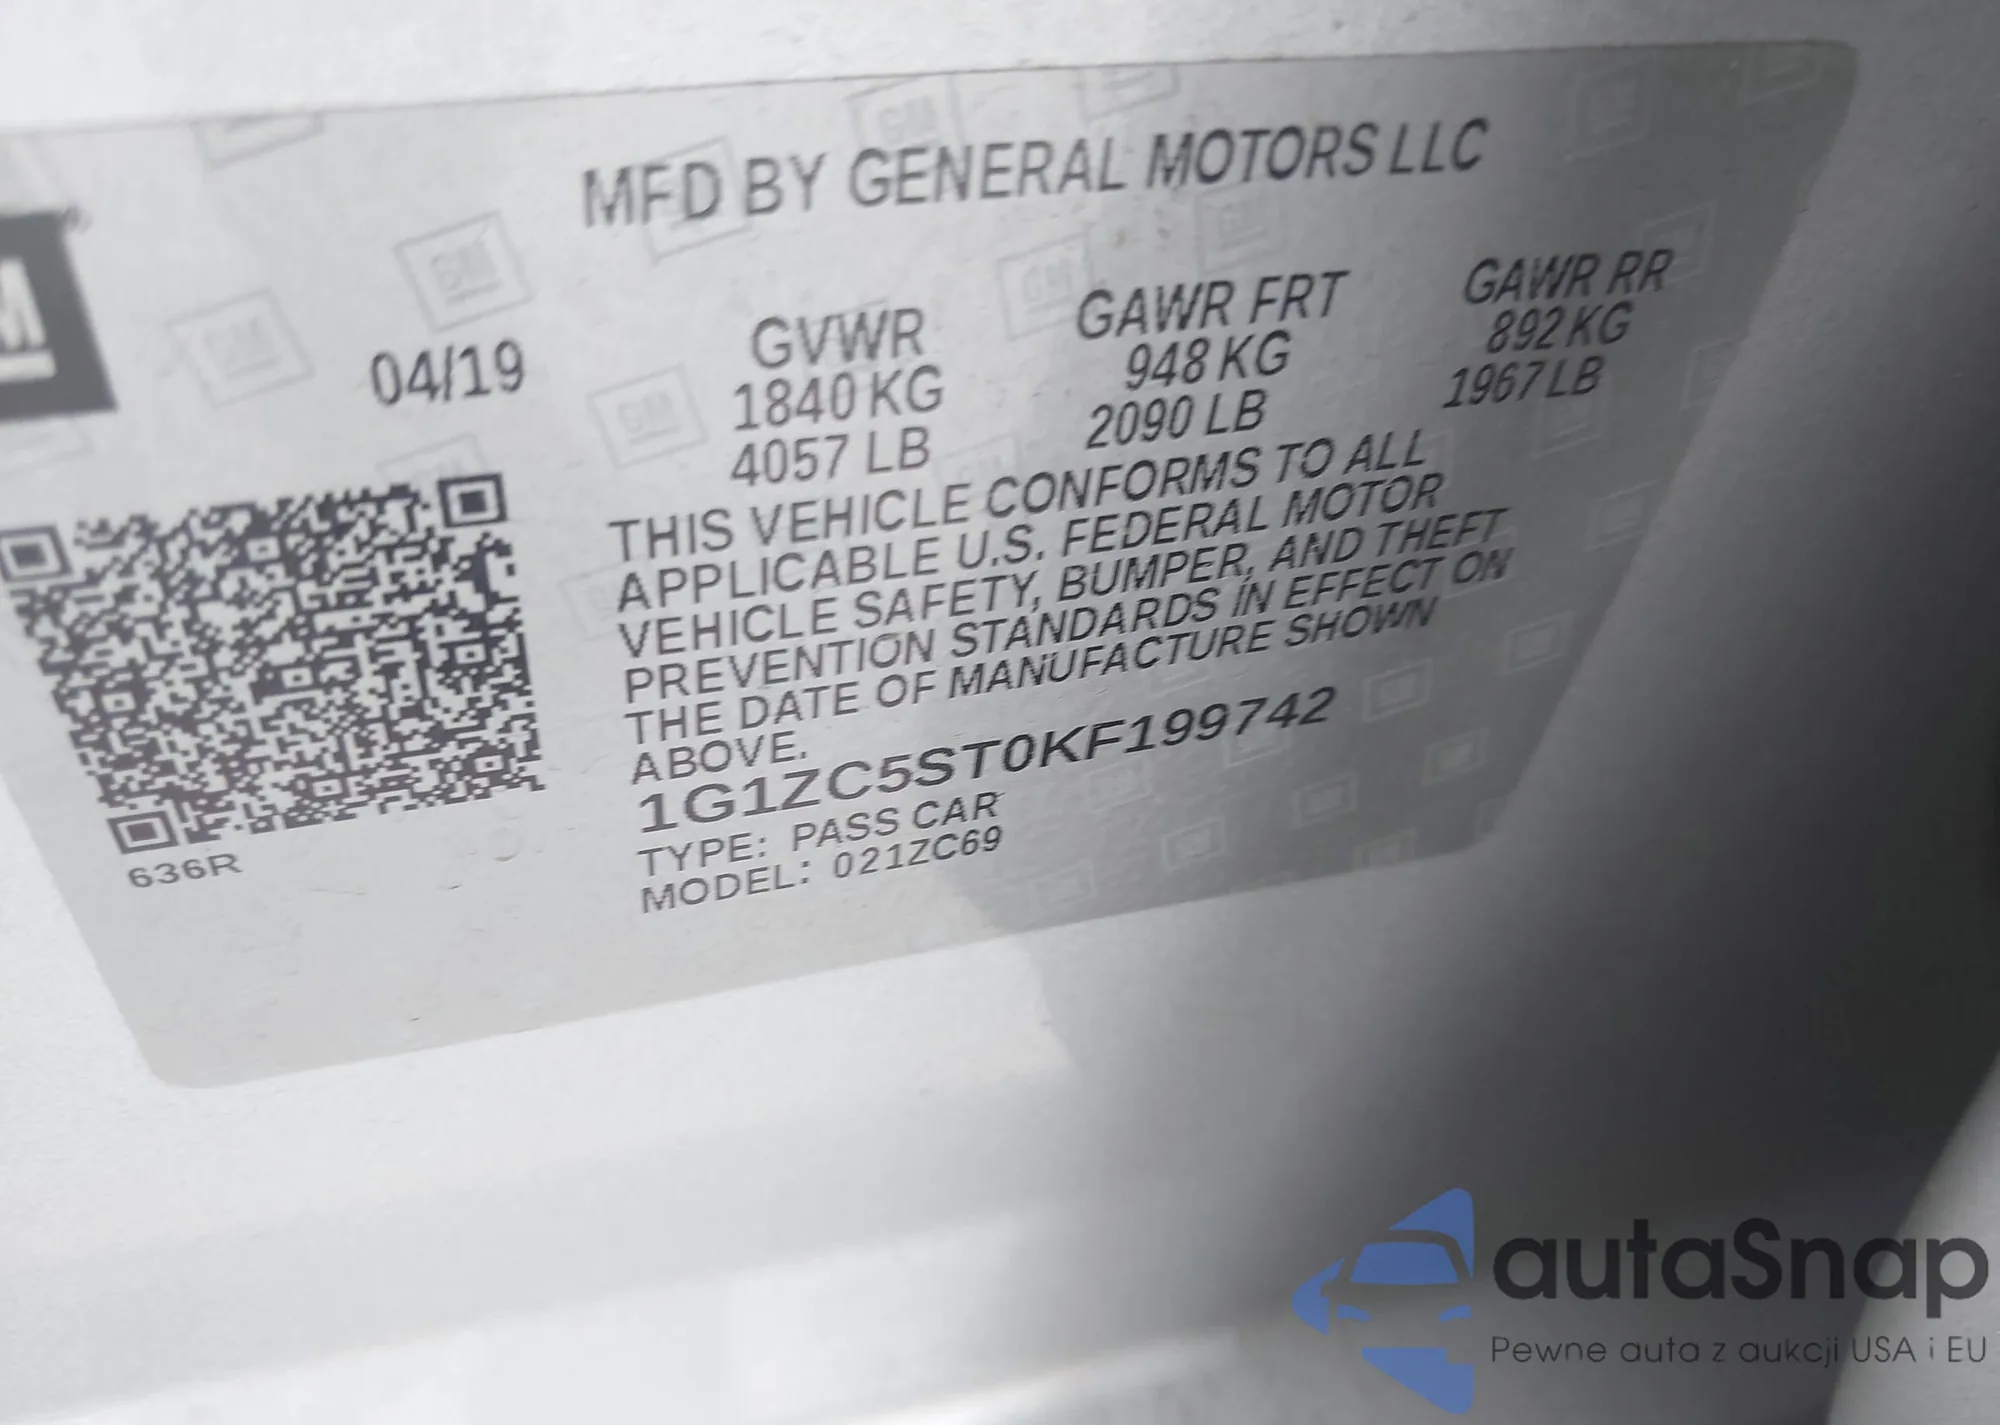 MFD BY GENERAL MOTORS LLC
04/19
GVWR
1840 KG
4057 LB
GAWR FRT
948 KG
2090 LB
GAWR RR
892 KG
1967 LB
THIS VEHICLE CONFORMS TO ALL
APPLICABLE U.S. FEDERAL MOTOR
VEHICLE SAFETY, BUMPER, AND THEFT
PREVENTION STANDARDS IN EFFECT ON
THE DATE OF MANUFACTURE SHOWN
ABOVE.
1G1ZC5ST0KF199742
TYPE: PASS CAR
MODEL: 021ZC69
636R
autaSnap
Pewne auta z aukcji USA i EU